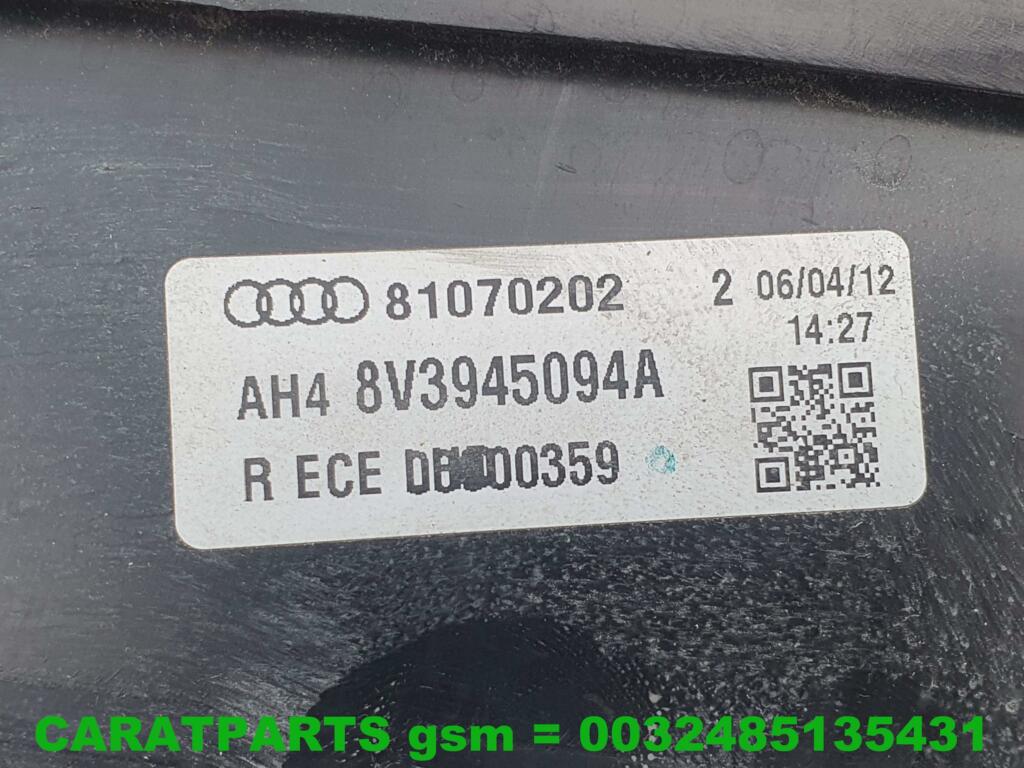 81070202 2 06/04/12
14:27
AH4 8V3945094A
R ECE 00359
CARATPARTS gsm = 0032485135431